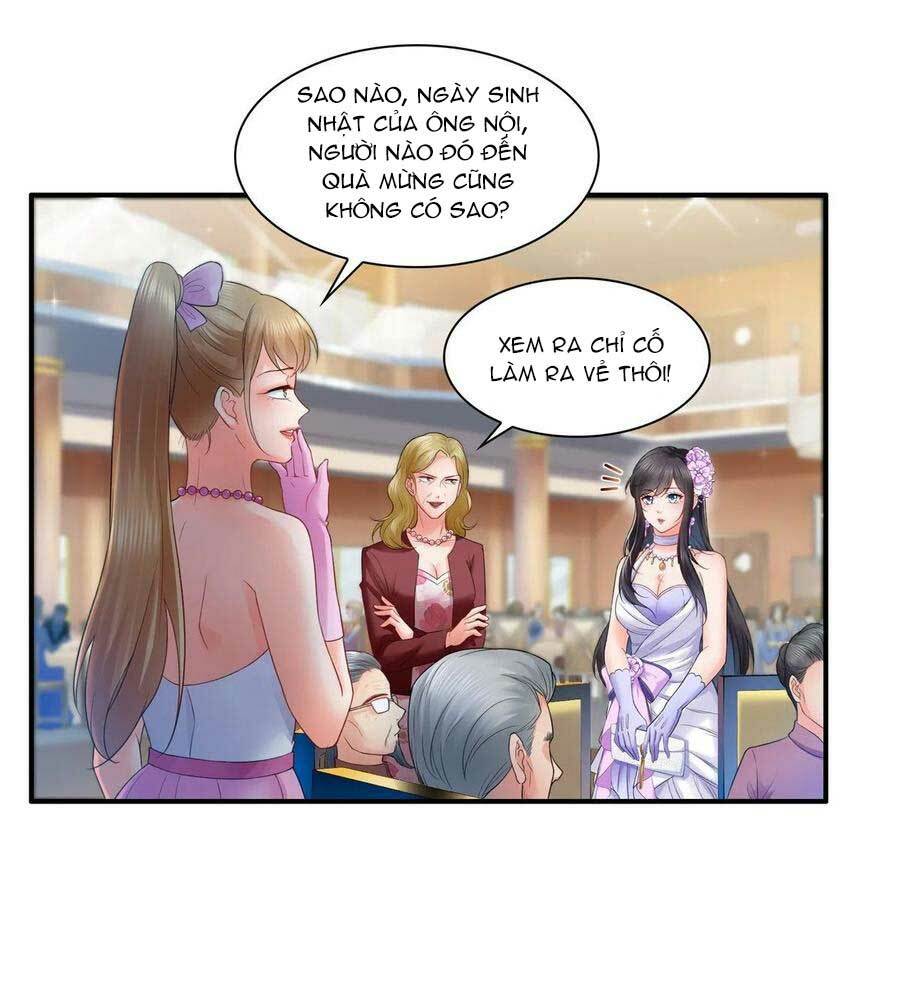 SAO NÀO, NGÀY SINH
NHẬT CỦA ÔNG NỘI,
NGƯỜI NÀO ĐÓ ĐẾN
QUÀ MỪNG CŨNG
KHÔNG CÓ SAO?
XEM RA CHỈ CỐ
LÀM RA VẺ THÔI!